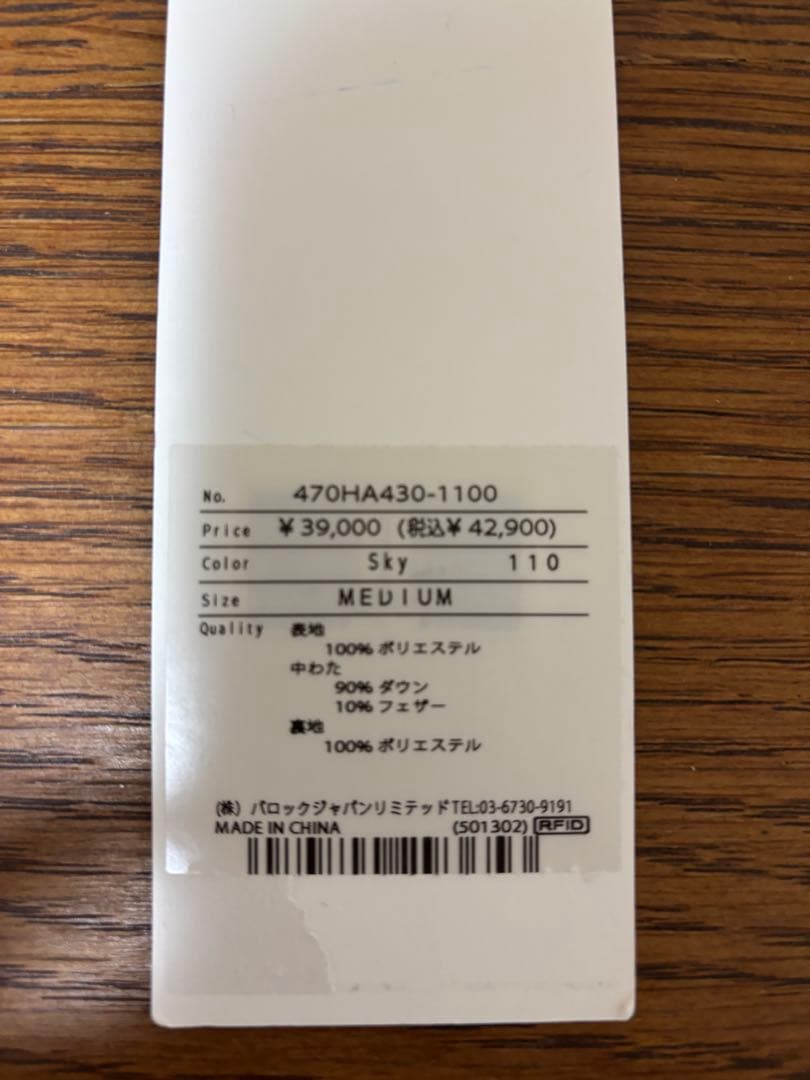 No. 470HA430-1100
Price ¥39,000 (税込¥42,900)
Color Sky 110
Size MEDIUM
Quality 表地
100% ポリエステル
中わた
90% ダウン
10% フェザー
裏地
100% ポリエステル
(株) バロックジャパンリミテッドTEL:03-6730-9191
MADE IN CHINA (501302) RFID